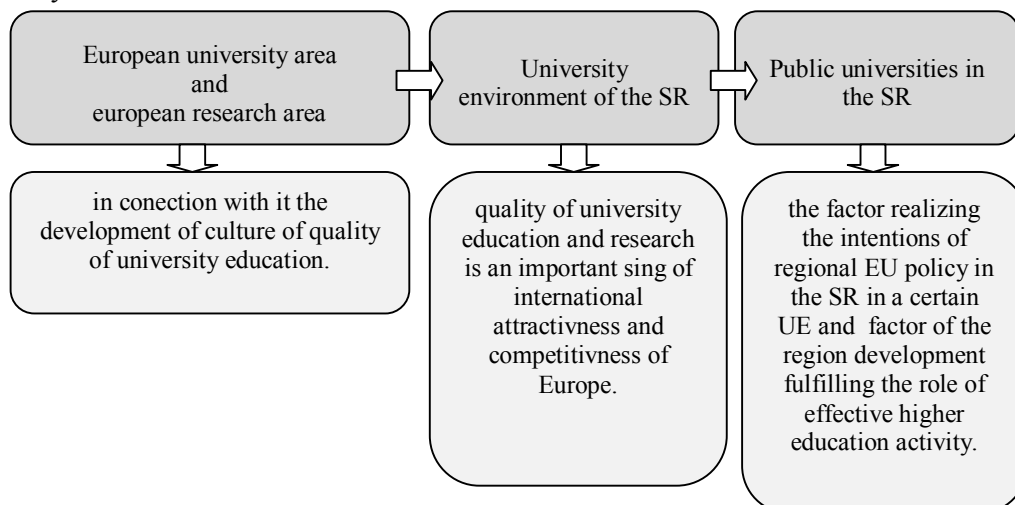 European university area
and
european research area
University
environment of the SR
Public universities in
the SR
in conection with it the
development of culture of quality
of university education.
quality of university
education and research
is an important sing of
international
attractivness and
competitivness of
Europe.
the factor realizing
the intentions of
regional EU policy in
the SR in a certain
UE and factor of the
region development
fulfilling the role of
effective higher
education activity.